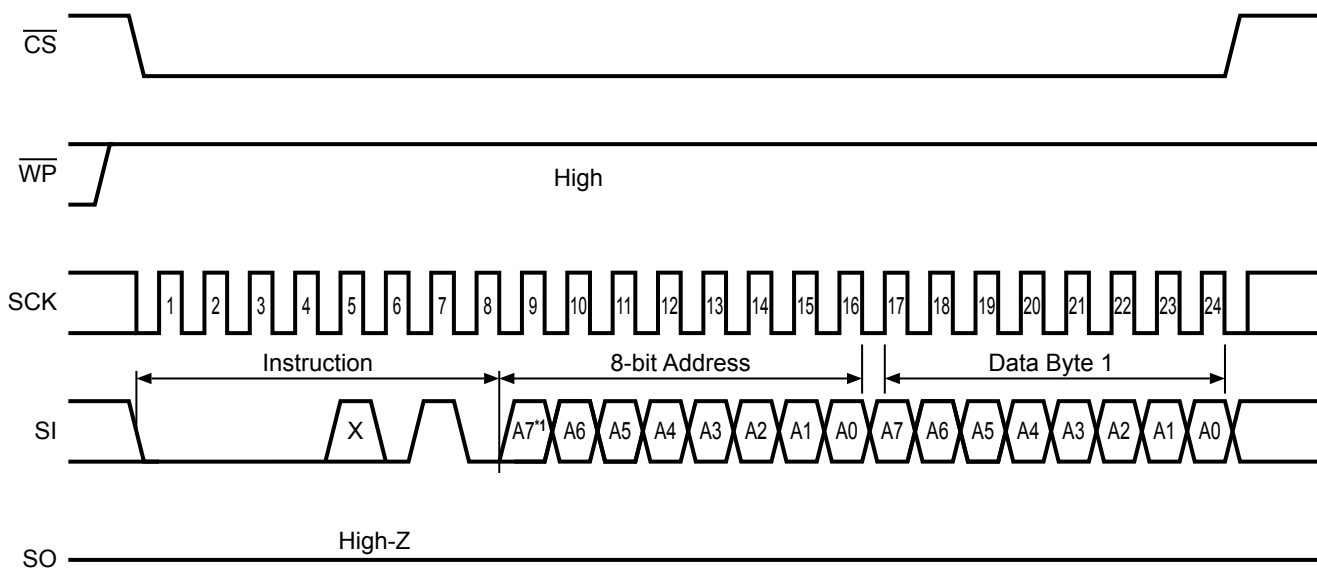 CS
WP
High
SCK
1 2 3 4 5 6 7 8 9 10 11 12 13 14 15 16 17 18 19 20 21 22 23 24
Instruction 8-bit Address Data Byte 1
SI
X A7*1 A6 A5 A4 A3 A2 A1 A0 A7 A6 A5 A4 A3 A2 A1 A0
High-Z
SO